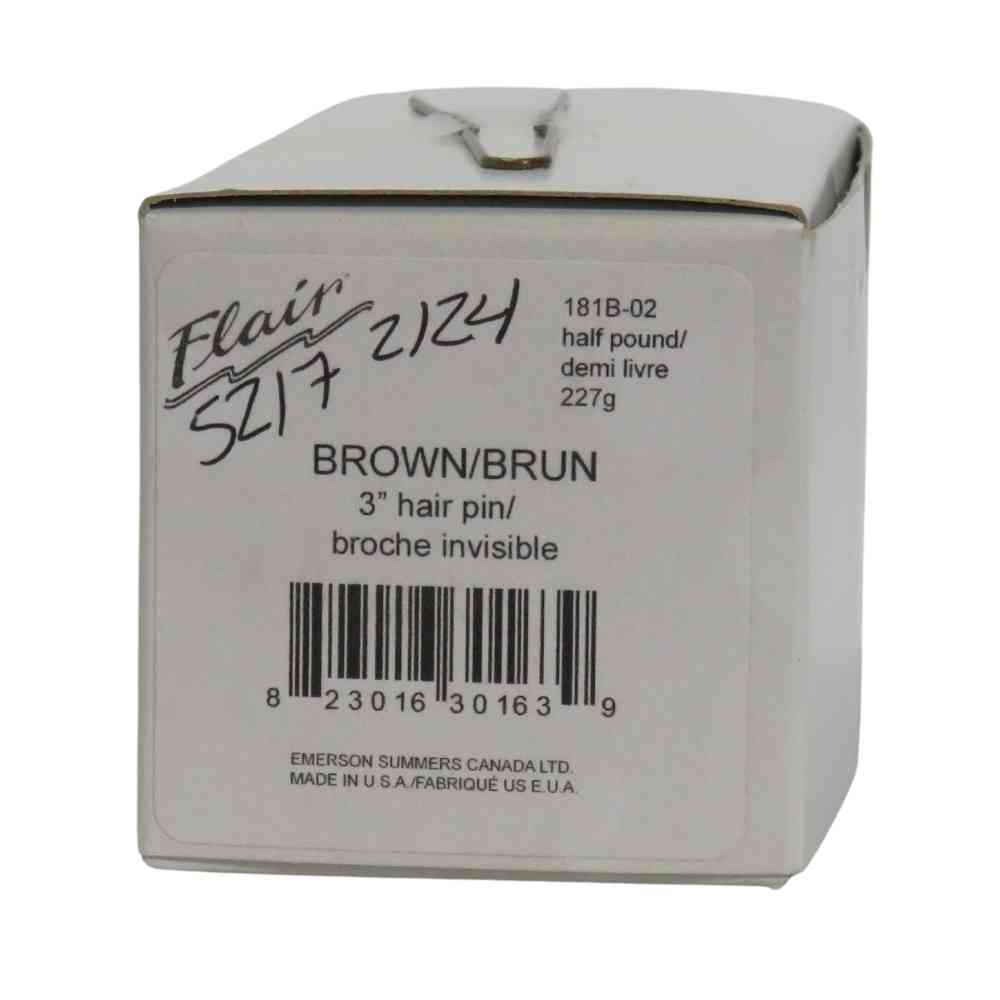 Flair
5217 2124
181B-02
half pound/
demi livre
227g
BROWN/BRUN
3” hair pin/
broche invisible
8 23016 30163 9
EMERSON SUMMERS CANADA LTD.
MADE IN U.S.A./FABRIQUÉ US E.U.A.